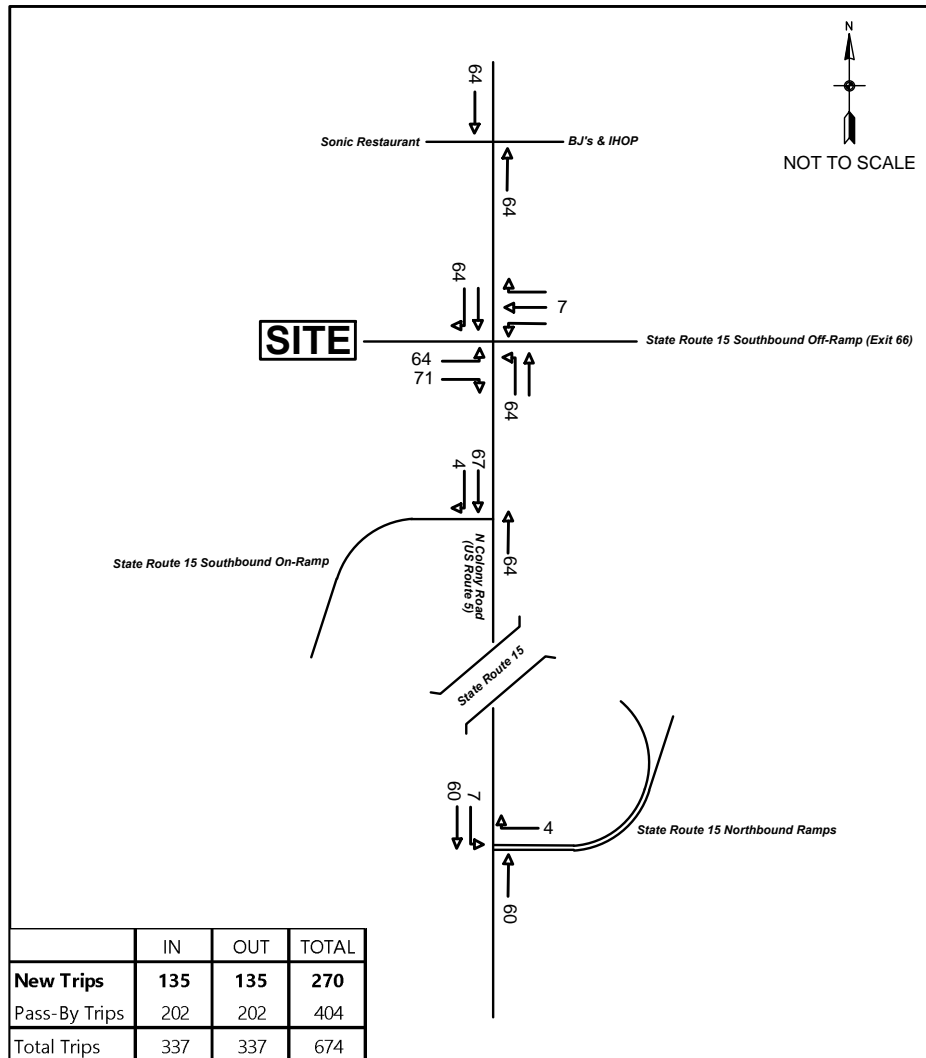 N
NOT TO SCALE
64
Sonic Restaurant
BJ's & IHOP
64
64
7
SITE
State Route 15 Southbound Off-Ramp (Exit 66)
64
71
64
4
67
State Route 15 Southbound On-Ramp
N Colony Road
(US Route 5)
64
State Route 15
60
7
4
State Route 15 Northbound Ramps
60
IN OUT TOTAL
New Trips 135 135 270
Pass-By Trips 202 202 404
Total Trips 337 337 674